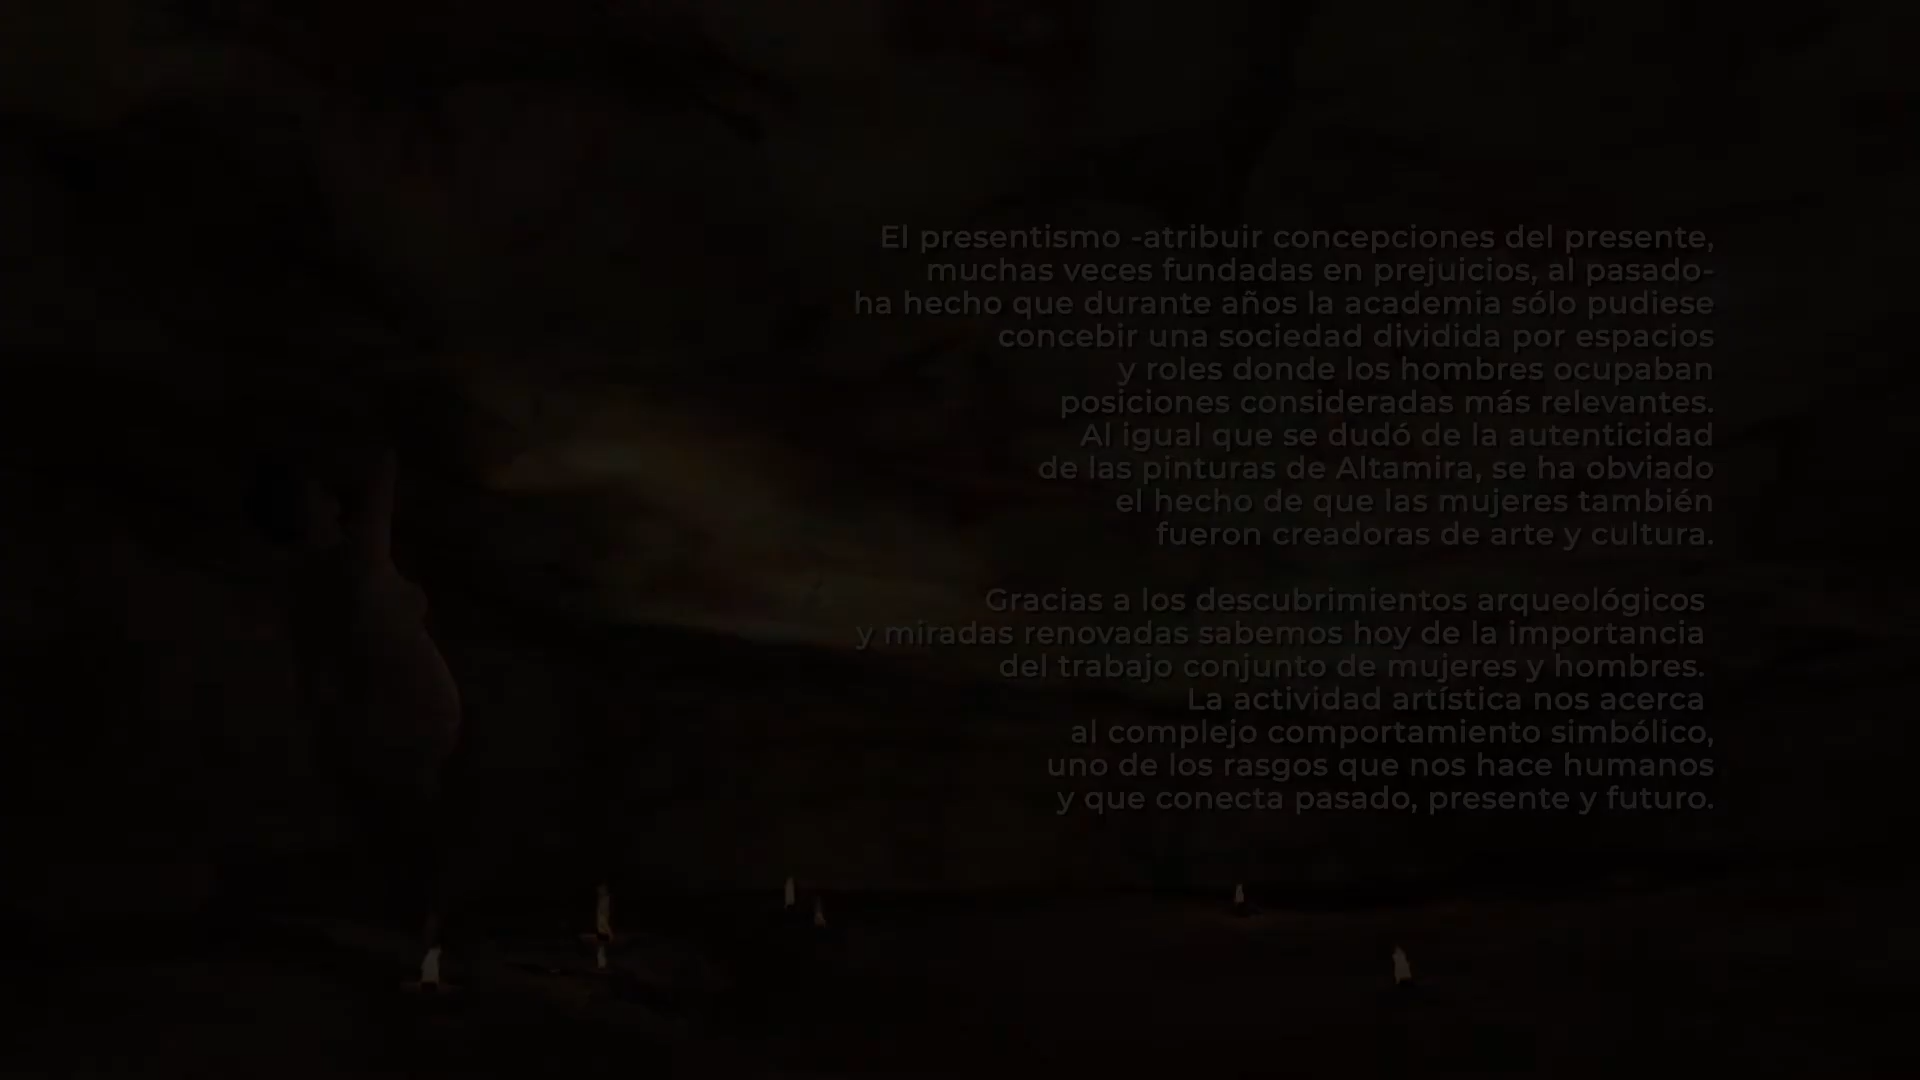 El presentismo -atribuir concepciones del presente,
muchas veces fundadas en prejuicios, al pasado-
ha hecho que durante años la academia sólo pudiese
concebir una sociedad dividida por espacios
y roles donde los hombres ocupaban
posiciones consideradas más relevantes.
Al igual que se dudó de la autenticidad
de las pinturas de Altamira, se ha obviado
el hecho de que las mujeres también
fueron creadoras de arte y cultura.
Gracias a los descubrimientos arqueológicos
y miradas renovadas sabemos hoy de la importancia
del trabajo conjunto de mujeres y hombres.
La actividad artística nos acerca
al complejo comportamiento simbólico,
uno de los rasgos que nos hace humanos
y que conecta pasado, presente y futuro.